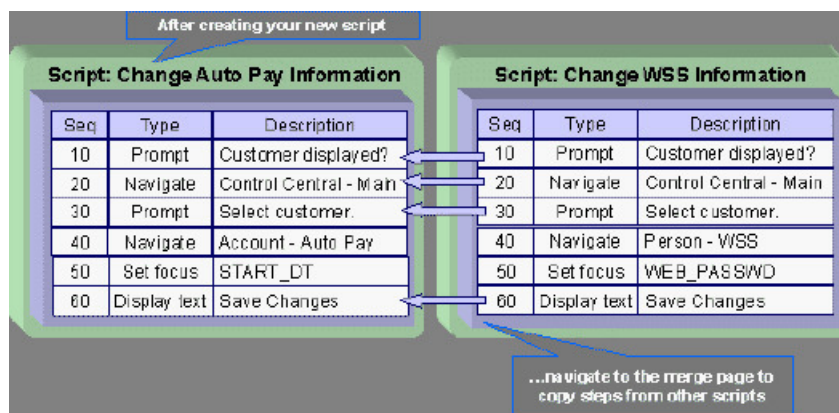 After creating your new script
Script: Change Auto Pay Information
Seq Type Description
10 Prompt Customer displayed?
20 Navigate Control Central - Main
30 Prompt Select customer.
40 Navigate Account - Auto Pay
50 Set focus START_DT
60 Display text Save Changes
Script: Change WSS Information
Seq Type Description
10 Prompt Customer displayed?
20 Navigate Control Central - Main
30 Prompt Select customer.
40 Navigate Person - WSS
50 Set focus WEB_PASSWD
60 Display text Save Changes
...navigate to the merge page to
copy steps from other scripts